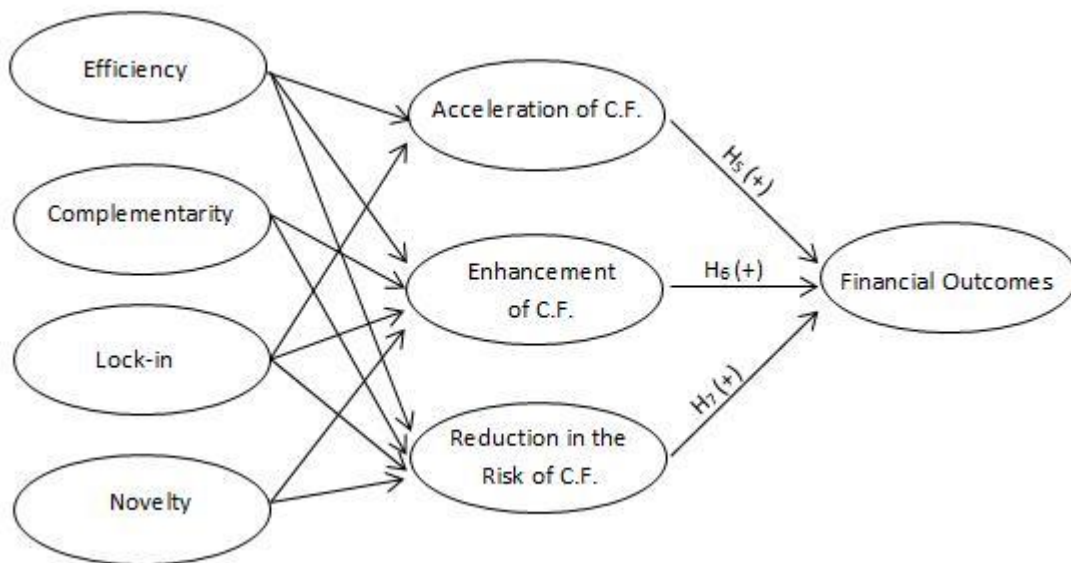 Efficiency
Complementarity
Lock-in
Novelty
Acceleration of C.F.
Enhancement
of C.F.
Reduction in the
Risk of C.F.
H₅ (+)
H₆ (+)
H₇ (+)
Financial Outcomes